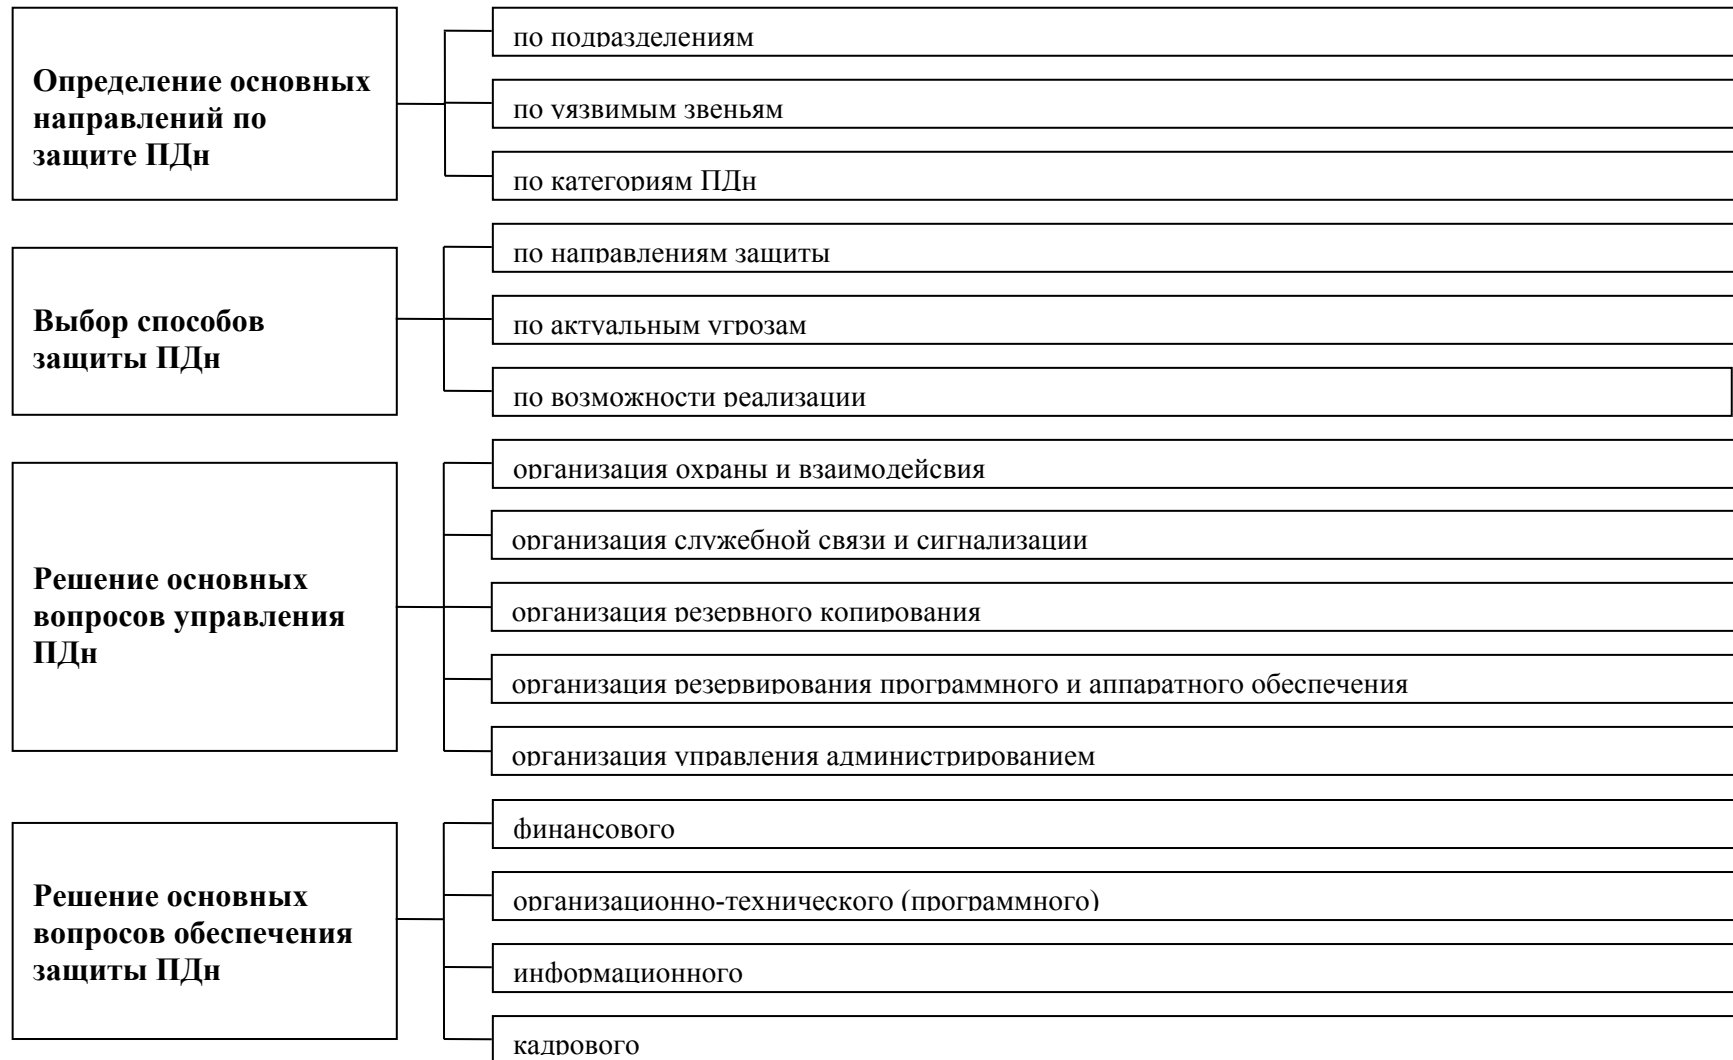 Определение основных
направлений по
защите ПДн
по подразделениям
по уязвимым звеньям
по категориям ПДн
Выбор способов
защиты ПДн
по направлениям защиты
по актуальным угрозам
по возможности реализации
Решение основных
вопросов управления
ПДн
организация охраны и взаимодейсвия
организация служебной связи и сигнализации
организация резервного копирования
организация резервирования программного и аппаратного обеспечения
организация управления администрированием
Решение основных
вопросов обеспечения
защиты ПДн
финансового
организационно-технического (программного)
информационного
кадрового